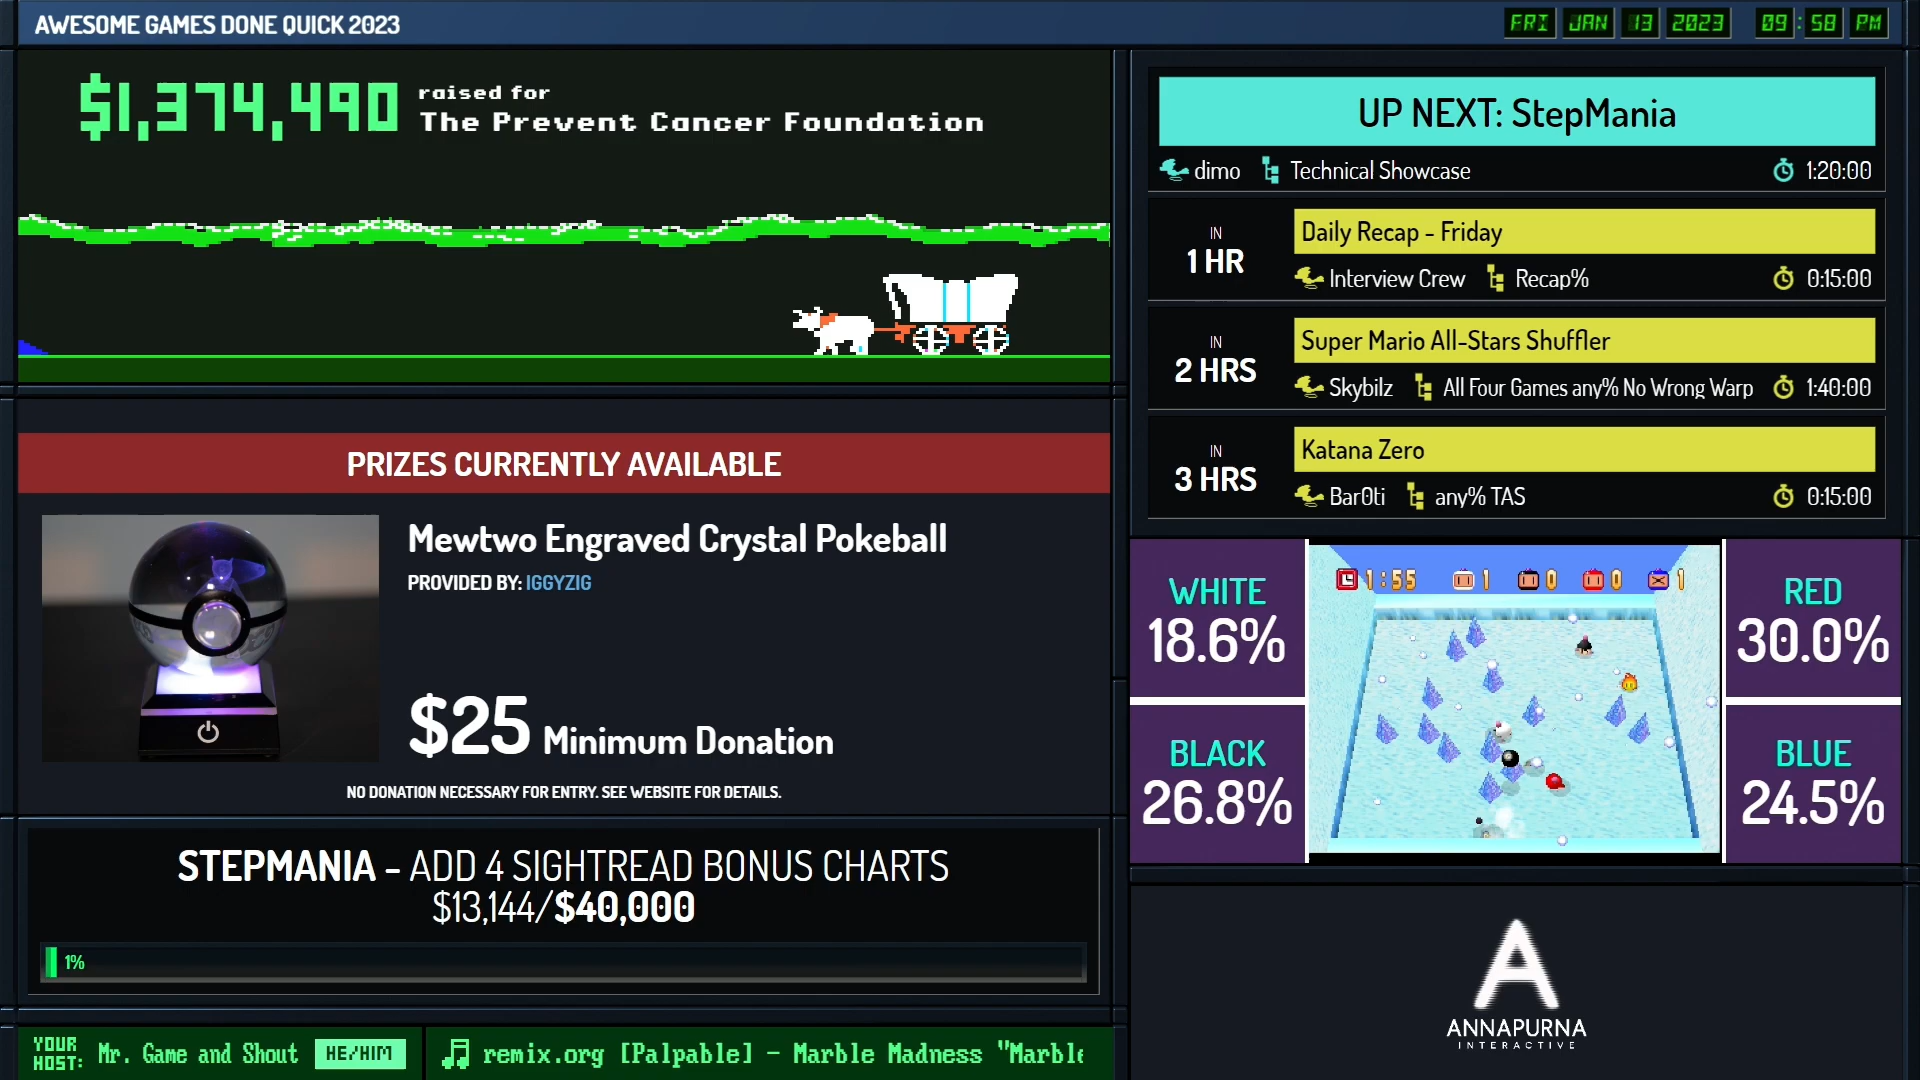 AWESOME GAMES DONE QUICK 2023
FRI JAN 13 2023 09:58 PM
$1,374,490 raised for
The Prevent Cancer Foundation
UP NEXT: StepMania
dimo Technical Showcase 1:20:00
IN
1 HR
Daily Recap - Friday
Interview Crew Recap% 0:15:00
IN
2 HRS
Super Mario All-Stars Shuffler
Skybilz All Four Games any% No Wrong Warp 1:40:00
IN
3 HRS
Katana Zero
Bar0ti any% TAS 0:15:00
PRIZES CURRENTLY AVAILABLE
Mewtwo Engraved Crystal Pokeball
PROVIDED BY: IGGYZIG
$25 Minimum Donation
NO DONATION NECESSARY FOR ENTRY. SEE WEBSITE FOR DETAILS.
WHITE
18.6%
BLACK
26.8%
1:55 1 0 0 1
RED
30.0%
BLUE
24.5%
STEPMANIA - ADD 4 SIGHTREAD BONUS CHARTS
$13,144/$40,000
1%
ANNAPURNA
INTERACTIVE
YOUR HOST: Mr. Game and Shout HE/HIM
remix.org [Palpable] - Marble Madness "Marble